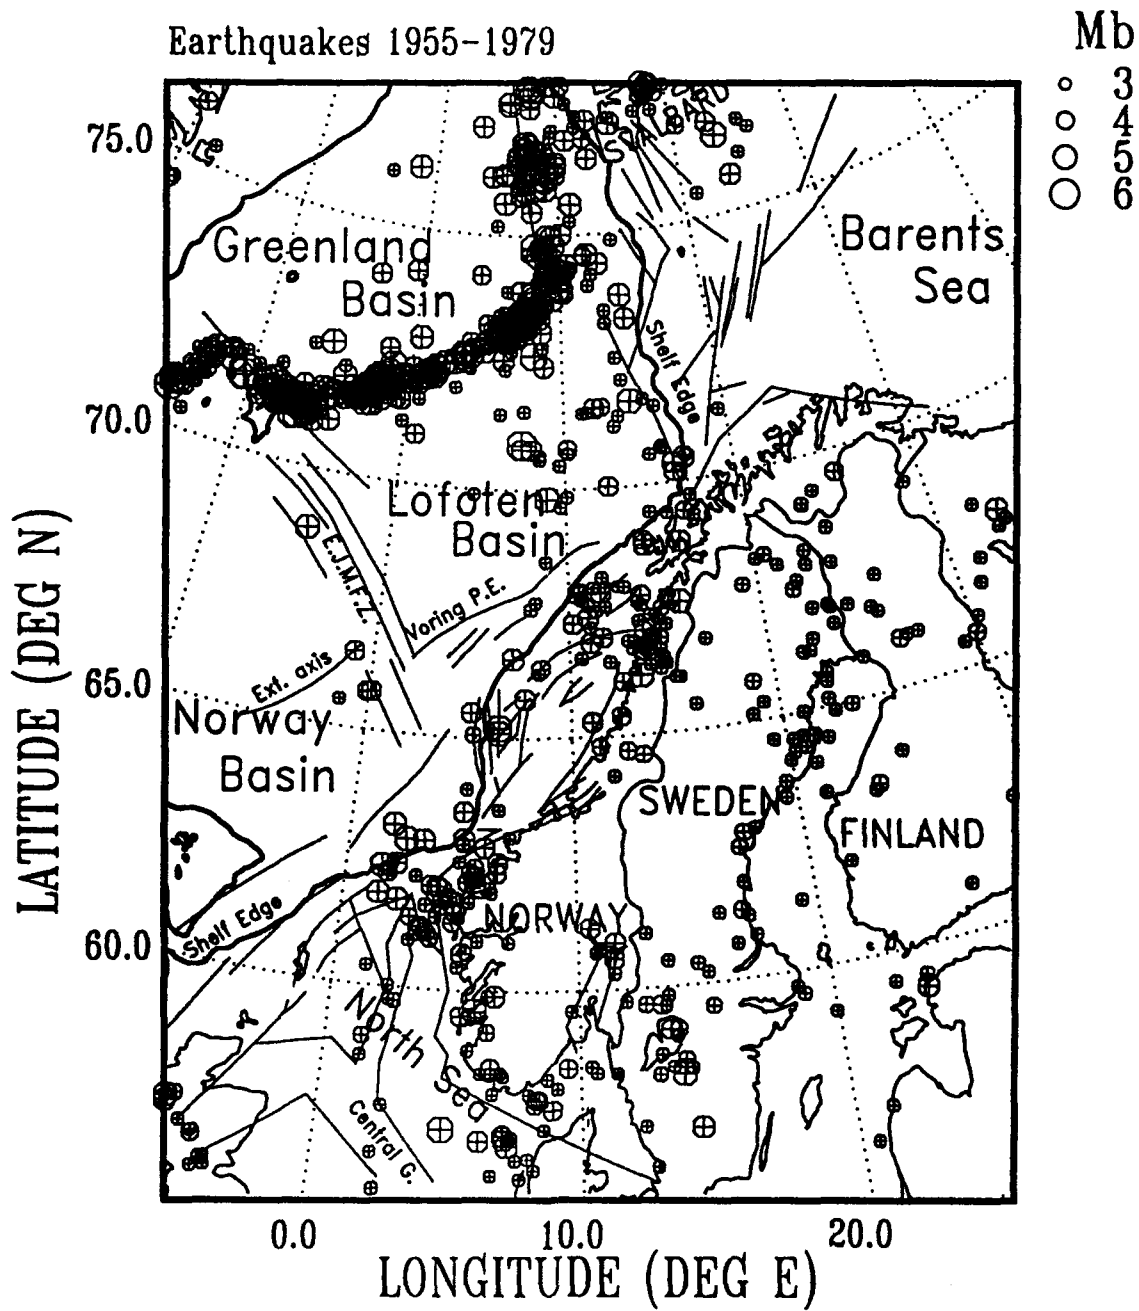 Earthquakes 1955-1979
Mb
3
4
5
6
SVALBARD
75.0
70.0
65.0
60.0
LATITUDE (DEG N)
Greenland
Basin
Barents
Sea
Shelf Edge
Lofoten
Basin
E.J.M.F.Z.
Voring P.E.
Ext. axis
Norway
Basin
SWEDEN
FINLAND
Shelf Edge
NORWAY
North Sea
Central G.
0.0
10.0
20.0
LONGITUDE (DEG E)